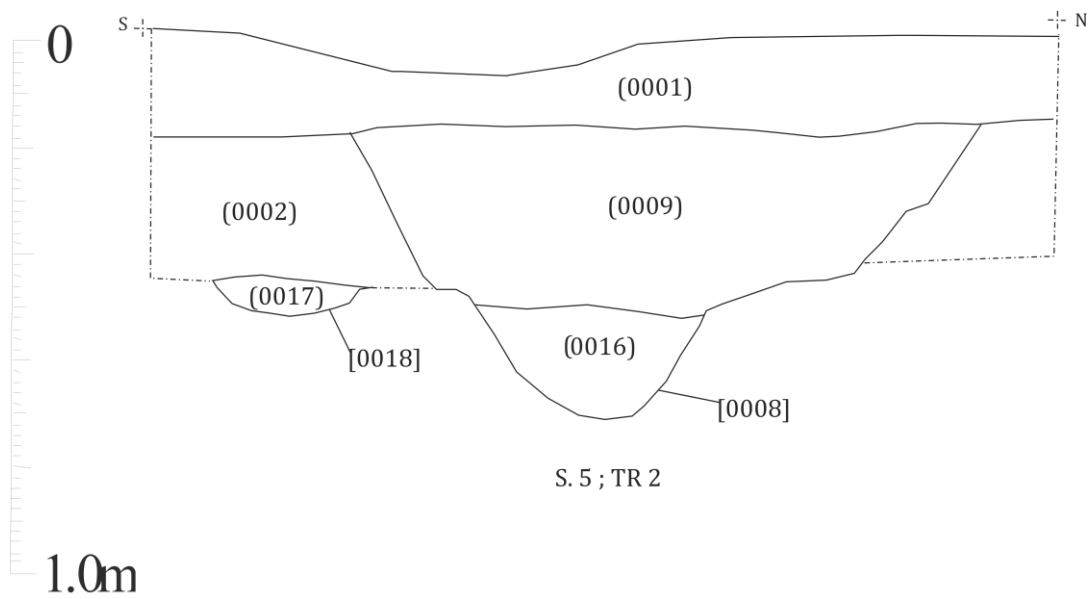 S
N
0
(0001)
(0002)
(0009)
(0017)
(0016)
[0018]
[0008]
S. 5 ; TR 2
1.0m